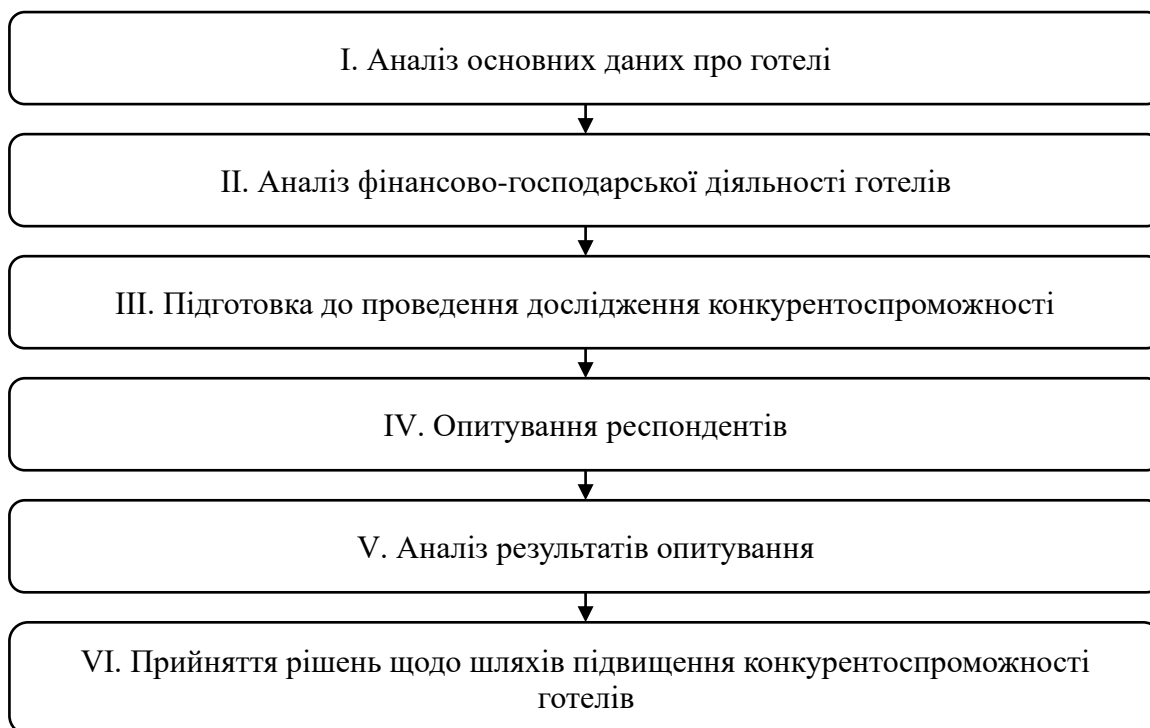 I. Аналіз основних даних про готелі
II. Аналіз фінансово-господарської діяльності готелів
III. Підготовка до проведення дослідження конкурентоспроможності
IV. Опитування респондентів
V. Аналіз результатів опитування
VI. Прийняття рішень щодо шляхів підвищення конкурентоспроможності
готелів